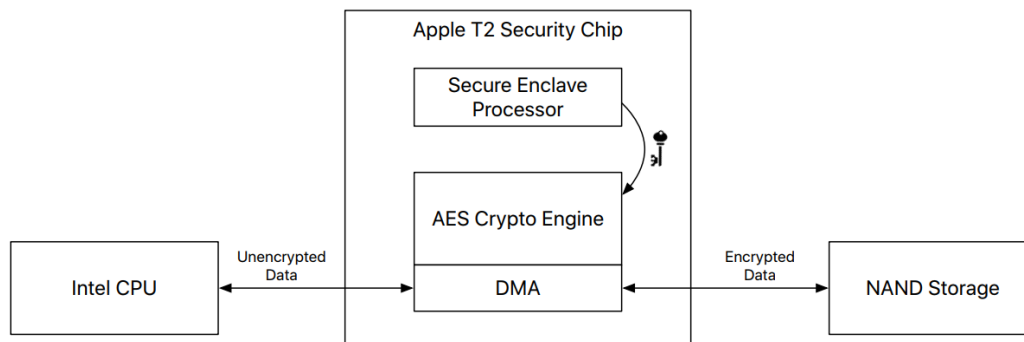 Apple T2 Security Chip
Secure Enclave
Processor
AES Crypto Engine
Unencrypted
Data
Encrypted
Data
Intel CPU
DMA
NAND Storage